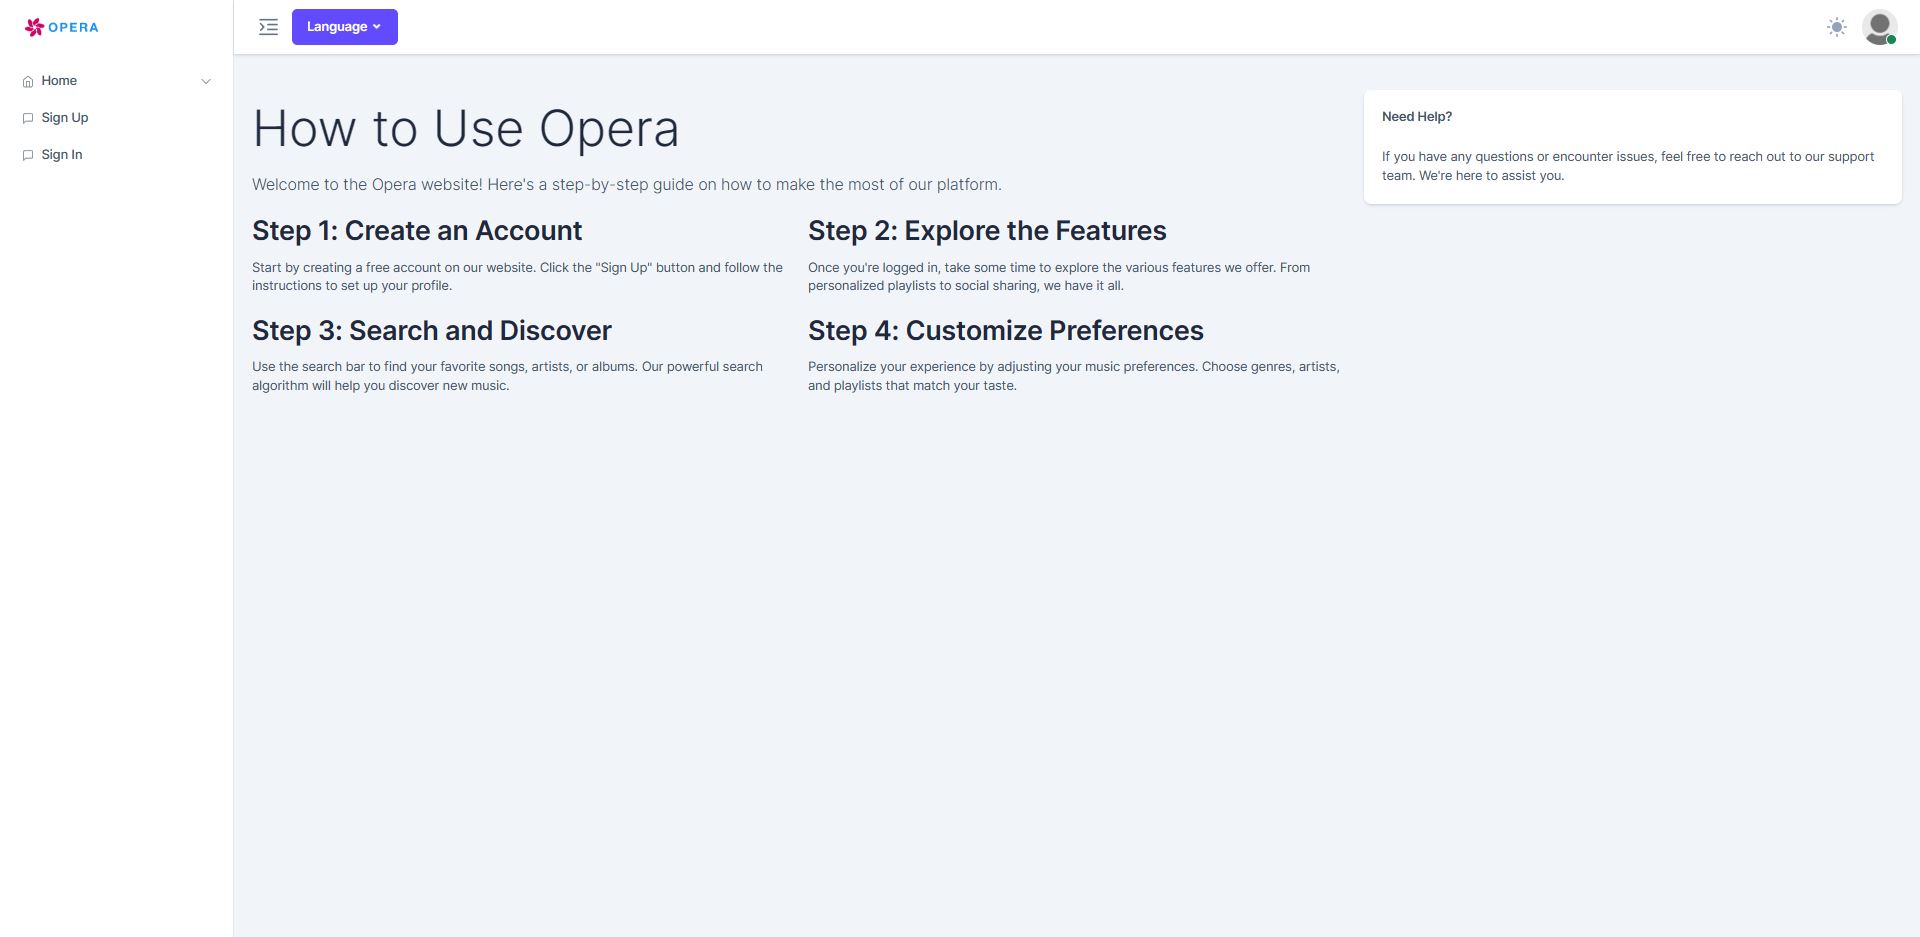 OPERA
Home
Sign Up
Sign In
Language
How to Use Opera
Welcome to the Opera website! Here's a step-by-step guide on how to make the most of our platform.
Step 1: Create an Account
Start by creating a free account on our website. Click the "Sign Up" button and follow the
instructions to set up your profile.
Step 2: Explore the Features
Once you're logged in, take some time to explore the various features we offer. From
personalized playlists to social sharing, we have it all.
Step 3: Search and Discover
Use the search bar to find your favorite songs, artists, or albums. Our powerful search
algorithm will help you discover new music.
Step 4: Customize Preferences
Personalize your experience by adjusting your music preferences. Choose genres, artists,
and playlists that match your taste.
Need Help?
If you have any questions or encounter issues, feel free to reach out to our support
team. We're here to assist you.